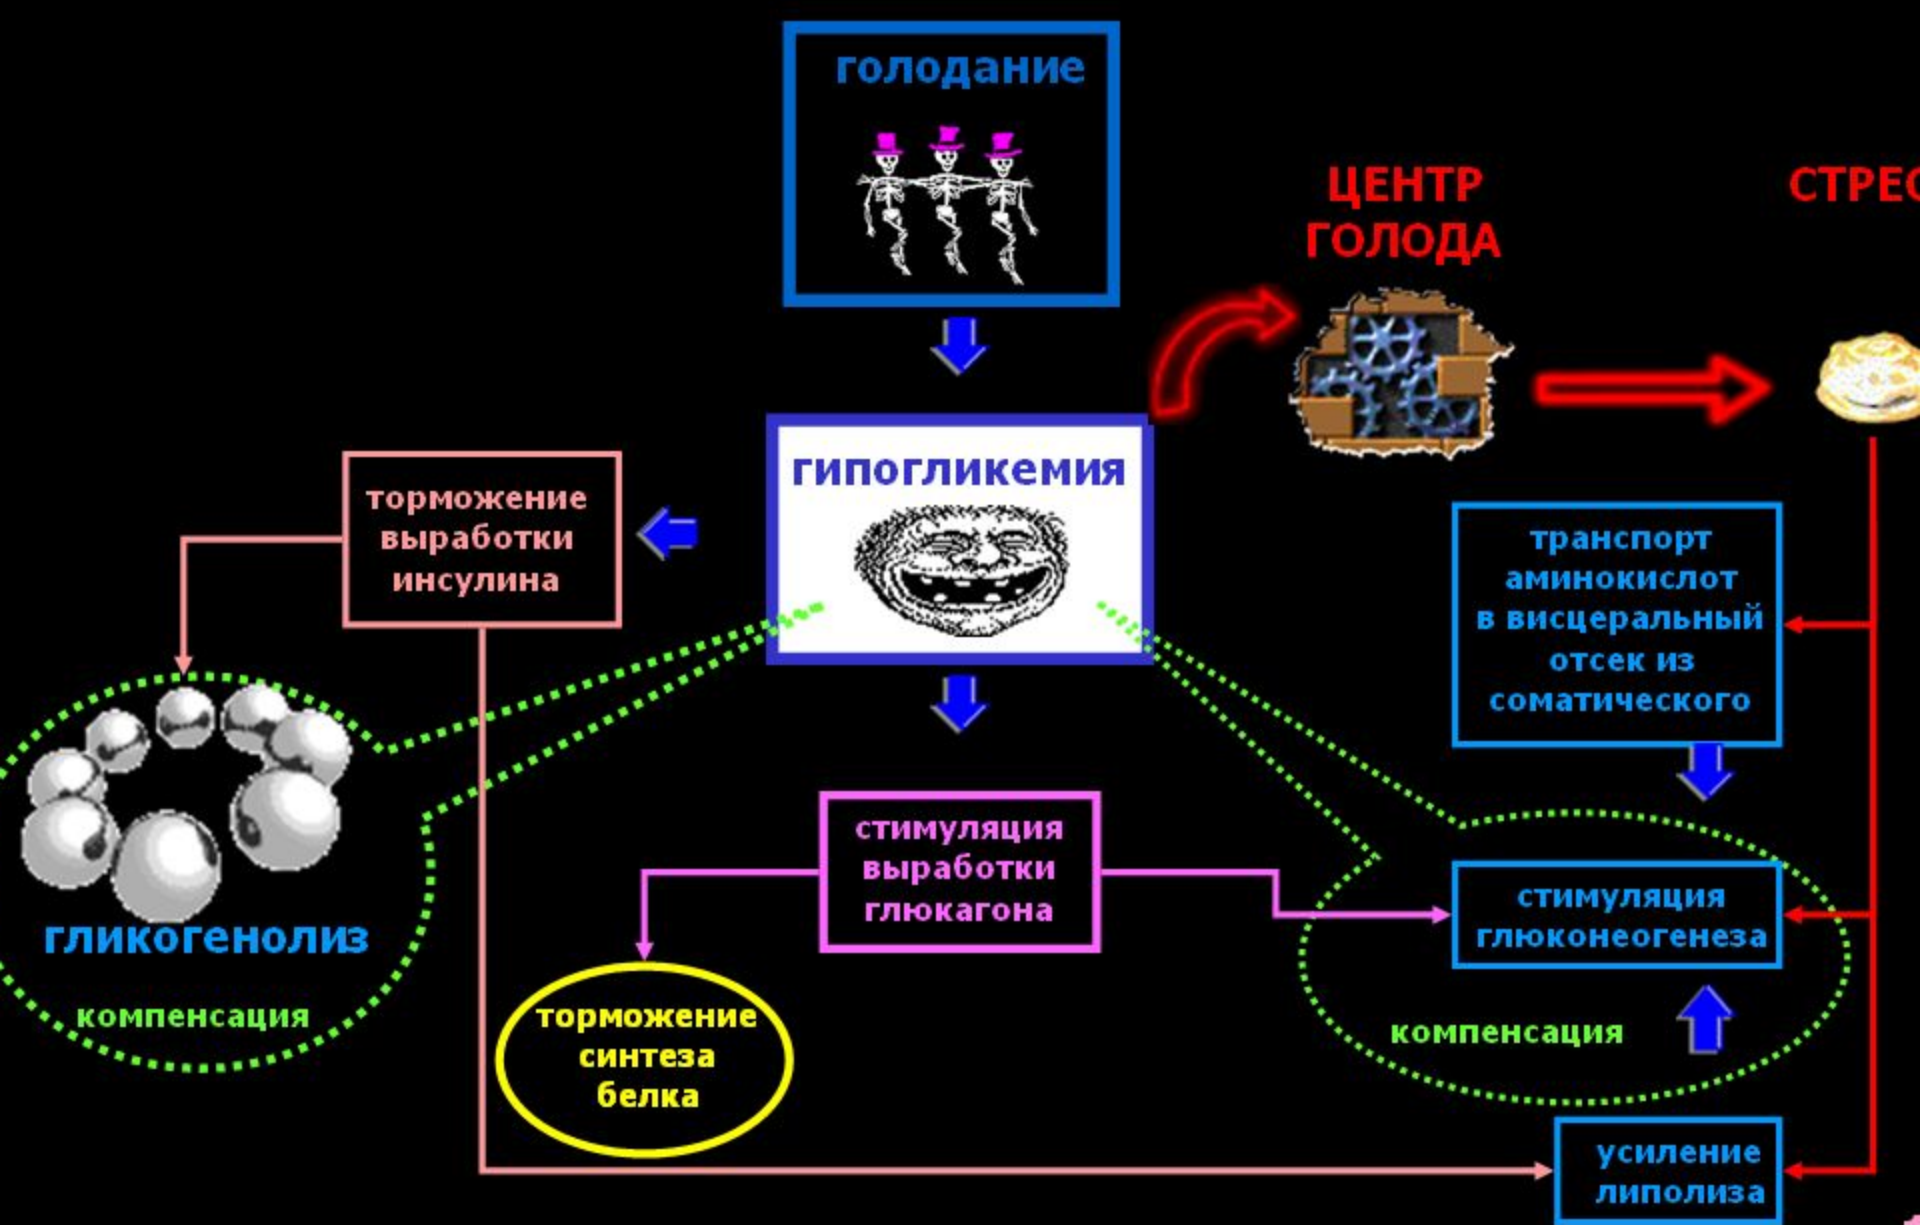 голодание
ЦЕНТР
ГОЛОДА
СТРЕС
гипогликемия
торможение
выработки
инсулина
транспорт
аминокислот
в висцеральный
отсек из
соматического
стимуляция
выработки
глюкагона
стимуляция
глюконеогенеза
гликогенолиз
компенсация
торможение
синтеза
белка
компенсация
усиление
липолиза